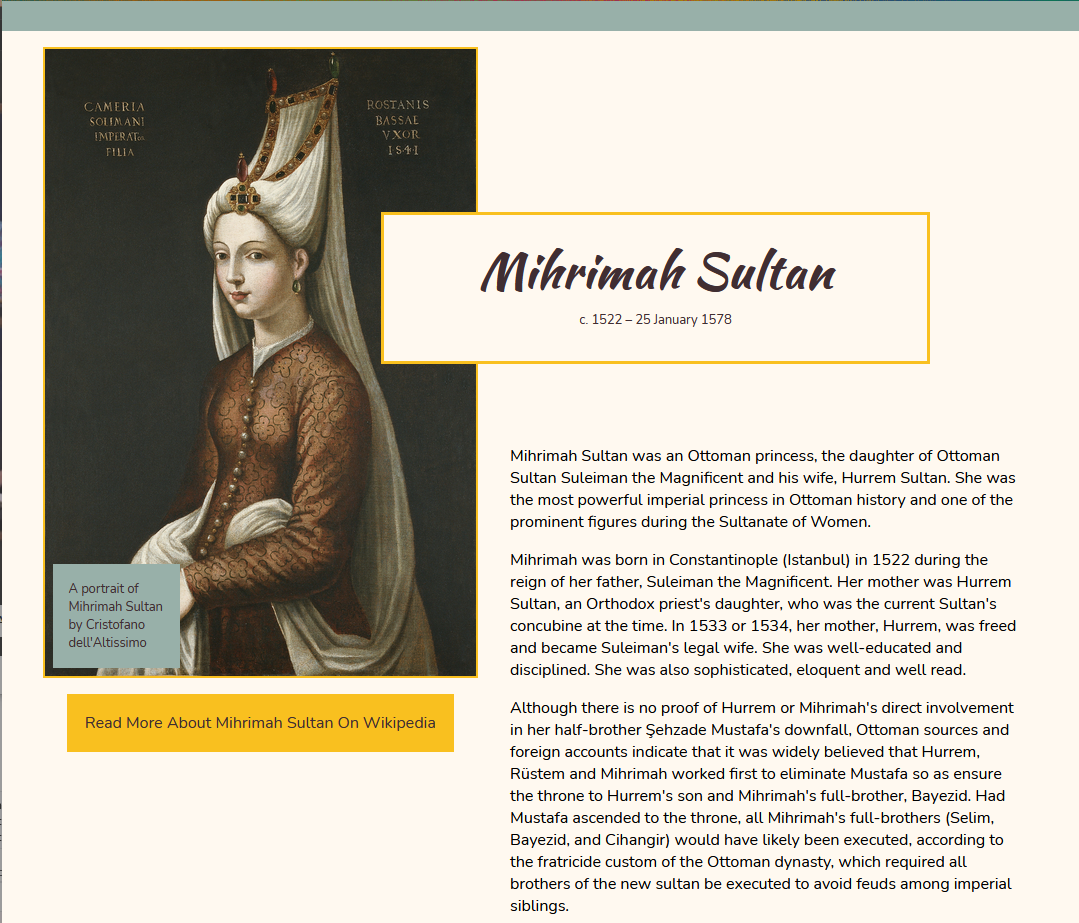 CAMERIA
SOLIMANI
IMPERAT
FILIA
ROSTANIS
BASSAE
VXOR
1541
Mihrimah Sultan
c. 1522 – 25 January 1578
A portrait of
Mihrimah Sultan
by Cristofano
dell'Altissimo
Read More About Mihrimah Sultan On Wikipedia
Mihrimah Sultan was an Ottoman princess, the daughter of Ottoman
Sultan Suleiman the Magnificent and his wife, Hurrem Sultan. She was
the most powerful imperial princess in Ottoman history and one of the
prominent figures during the Sultanate of Women.
Mihrimah was born in Constantinople (Istanbul) in 1522 during the
reign of her father, Suleiman the Magnificent. Her mother was Hurrem
Sultan, an Orthodox priest's daughter, who was the current Sultan's
concubine at the time. In 1533 or 1534, her mother, Hurrem, was freed
and became Suleiman's legal wife. She was well-educated and
disciplined. She was also sophisticated, eloquent and well read.
Although there is no proof of Hurrem or Mihrimah's direct involvement
in her half-brother Şehzade Mustafa's downfall, Ottoman sources and
foreign accounts indicate that it was widely believed that Hurrem,
Rüstem and Mihrimah worked first to eliminate Mustafa so as ensure
the throne to Hurrem's son and Mihrimah's full-brother, Bayezid. Had
Mustafa ascended to the throne, all Mihrimah's full-brothers (Selim,
Bayezid, and Cihangir) would have likely been executed, according to
the fratricide custom of the Ottoman dynasty, which required all
brothers of the new sultan be executed to avoid feuds among imperial
siblings.